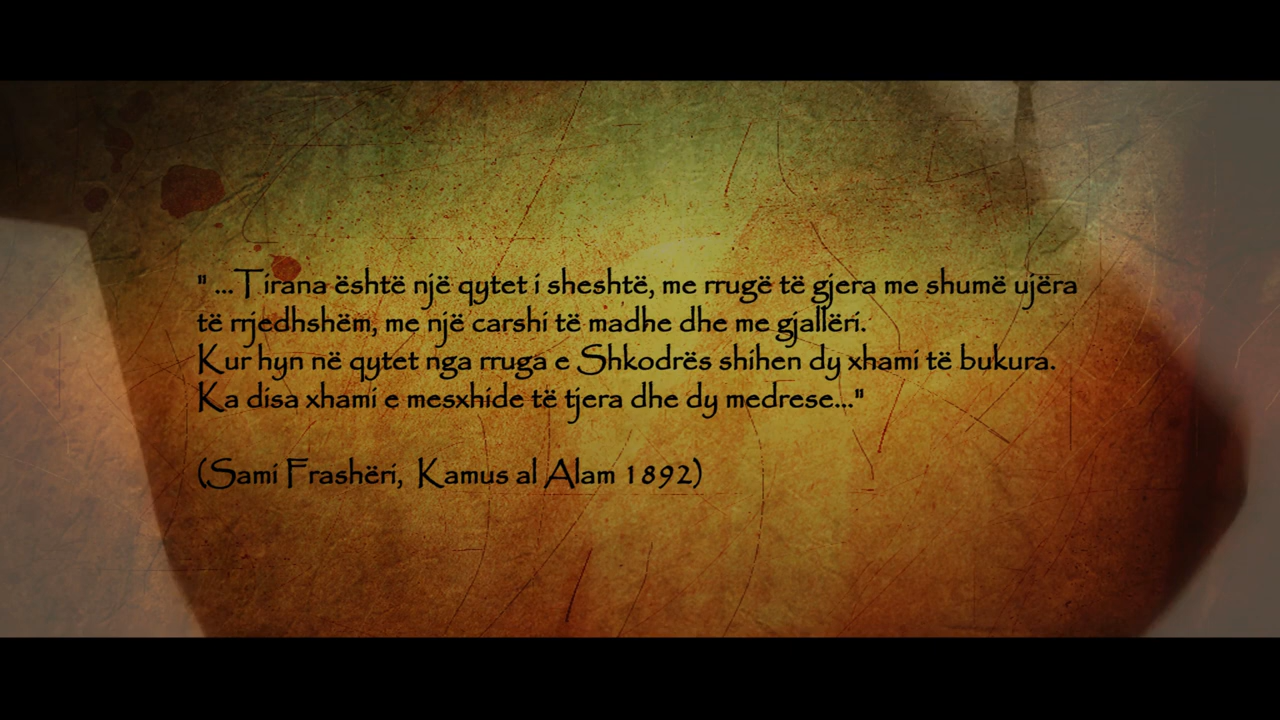 " ...Tirana është një qytet i sheshtë, me rrugë të gjera me shumë ujëra
të rrjedhshëm, me një carshi të madhe dhe me gjallëri.
Kur hyn në qytet nga rruga e Shkodrës shihen dy xhami të bukura.
Ka disa xhami e mesxhide të tjera dhe dy medrese..."
(Sami Frashëri, Kamus al Alam 1892)